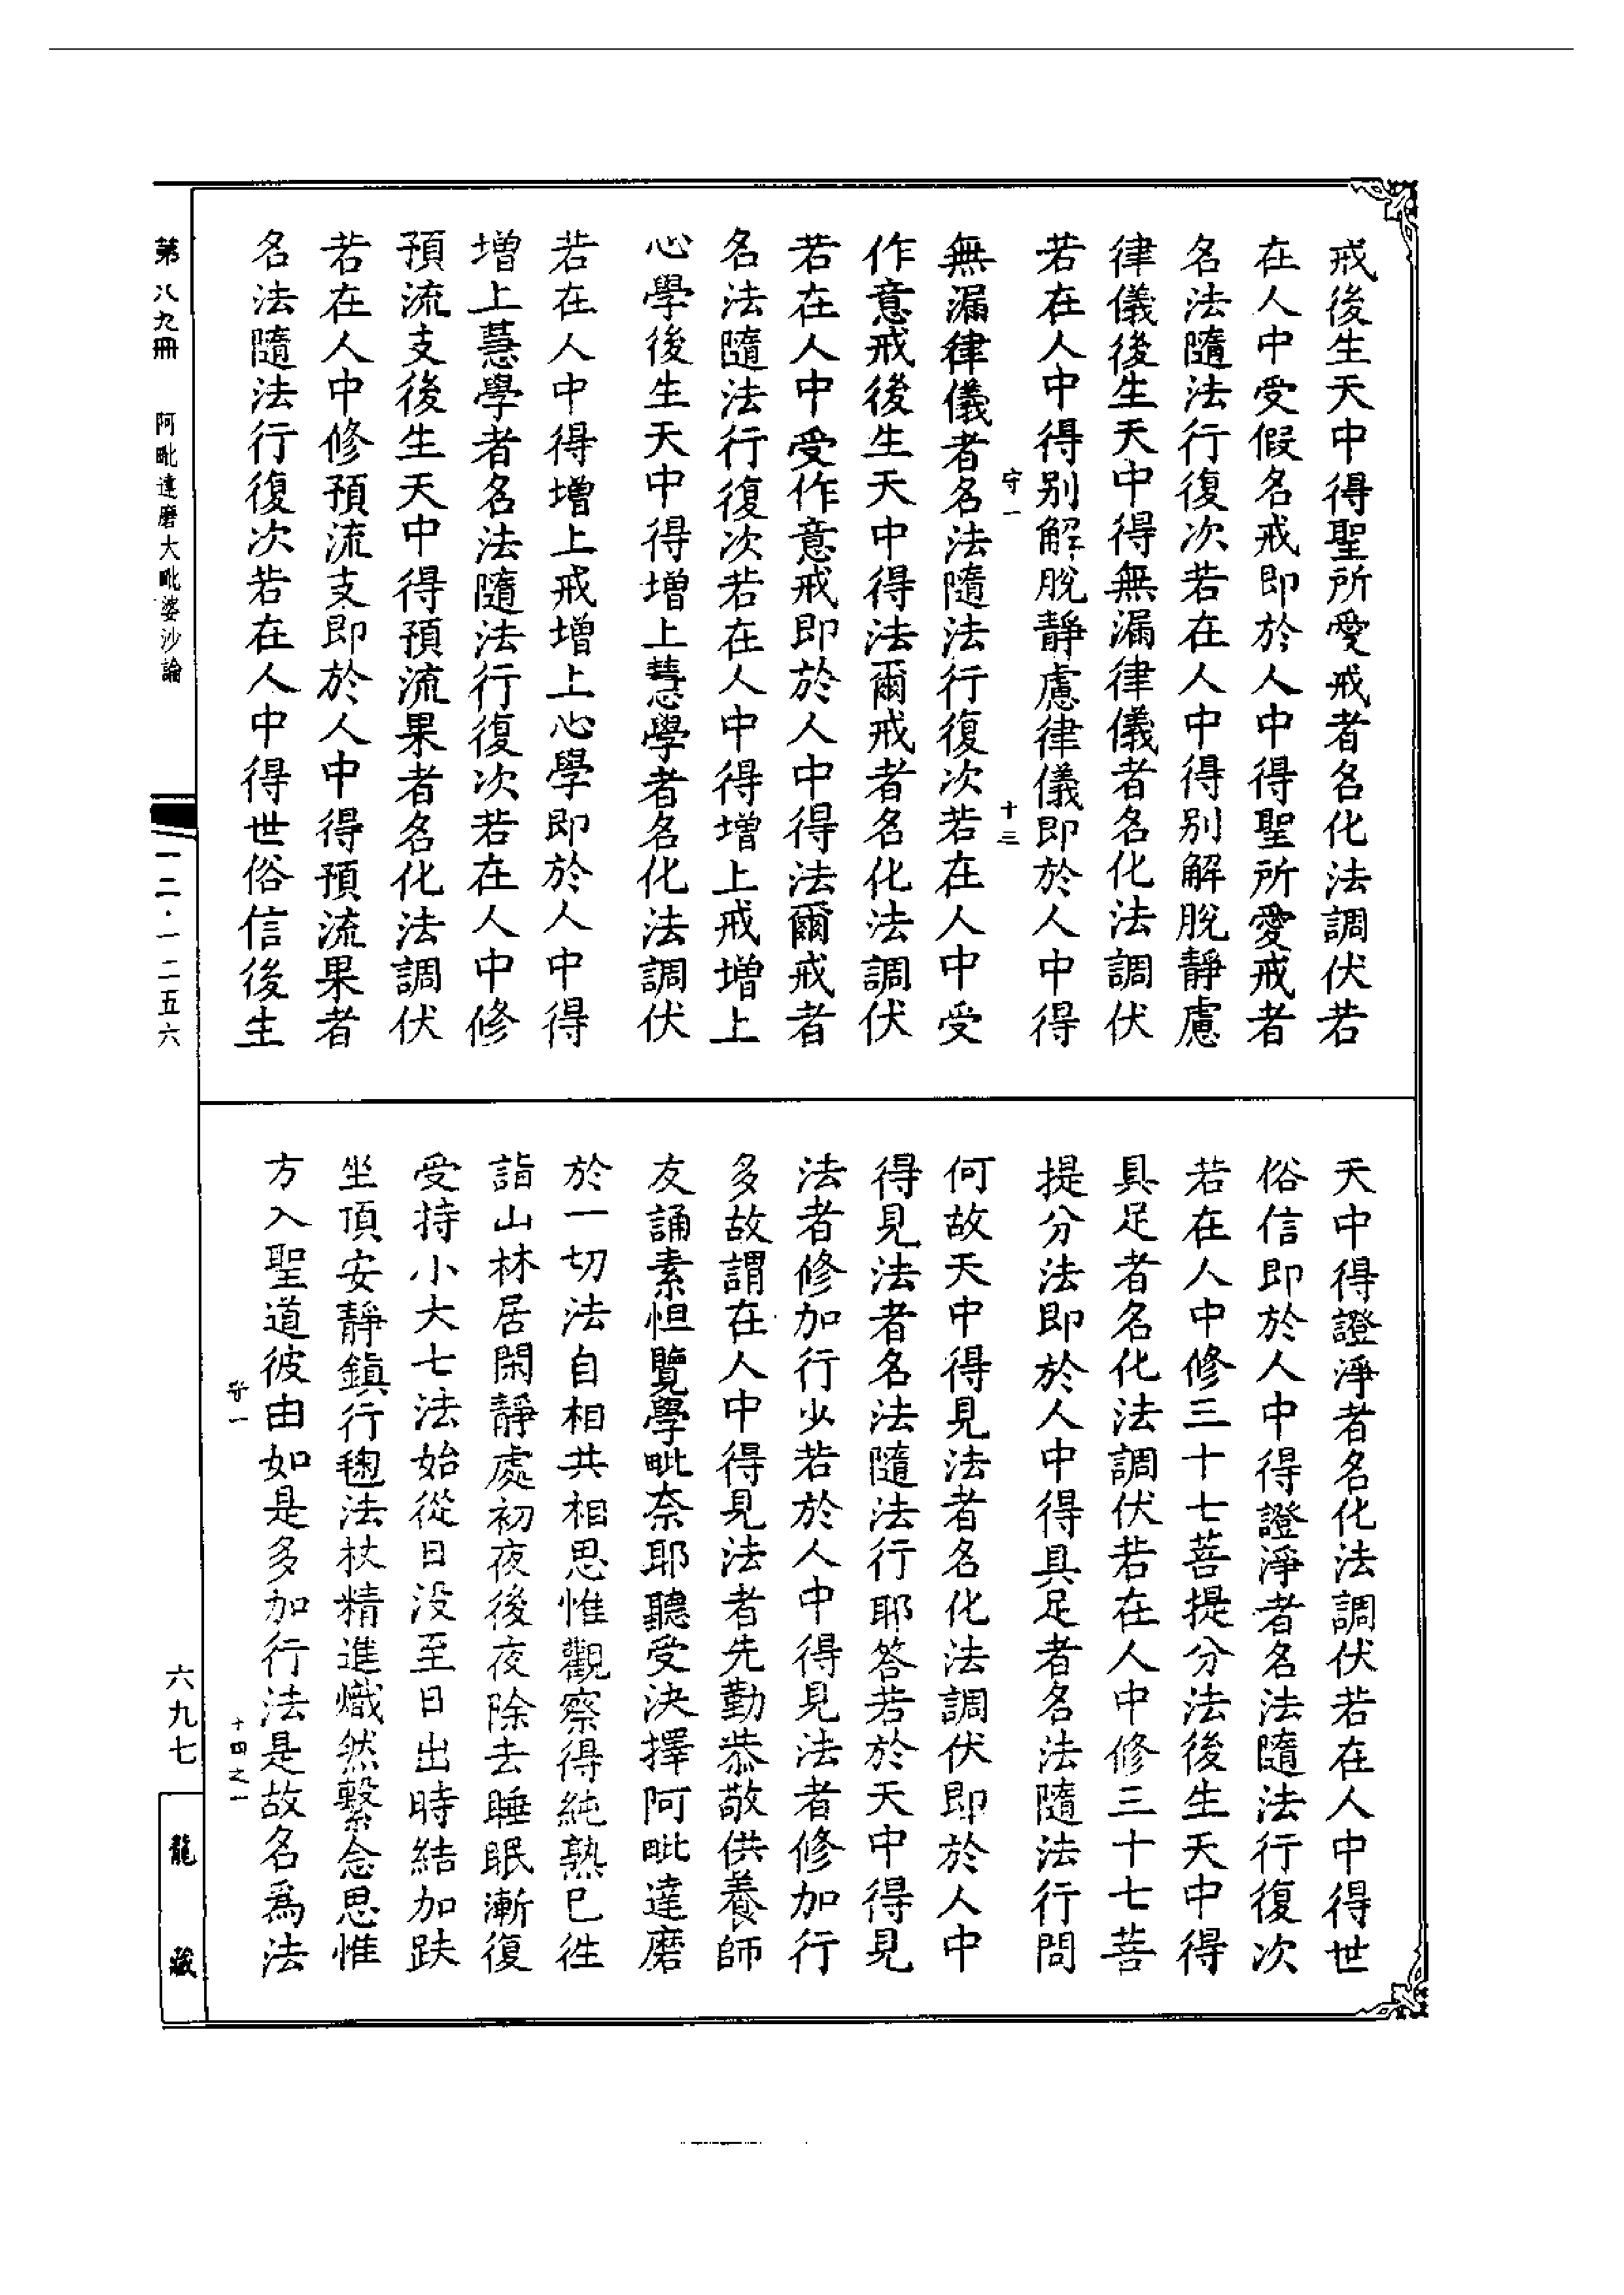 戒後生天中得聖所愛戒者名化法調伏若
在人中受假名戒即於人中得聖所愛戒者
名法隨法行復次若在人中得別解脫靜慮
律儀後生天中得無漏律儀者名化法調伏
若在人中得別解脫靜慮律儀即於人中得
守一
十三
無漏律儀者名法隨法行復次若在人中受
作意戒後生天中得法爾戒者名化法調伏
若在人中受作意戒即於人中得法爾戒者
名法隨法行復次若在人中得增上戒增上
心學後生天中得增上慧學者名化法調伏
若在人中得增上戒增上心學即於人中得
增上慧學者名法隨法行復次若在人中修
預流支後生天中得預流果者名化法調伏
若在人中修預流支即於人中得預流果者
名法隨法行復次若在人中得世俗信後生
天中得證淨者名化法調伏若在人中得世
俗信即於人中得證淨者名法隨法行復次
若在人中修三十七菩提分法後生天中得
具足者名化法調伏若在人中修三十七菩
提分法即於人中得具足者名法隨法行問
何故天中得見法者名化法調伏即於人中
得見法者名法隨法行耶答若於天中得見
法者修加行少若於人中得見法者修加行
多故謂在人中得見法者先勤恭敬供養師
友誦素怛覽學毗奈耶聽受決擇阿毗達磨
於一切法自相共相思惟觀察得純熟已往
詣山林居閑靜處初夜後夜除去睡眠漸復
受持小大七法始從日没至日出時結加趺
坐頂安靜鎮行毱法杖精進熾然繫念思惟
方入聖道彼由如是多加行法是故名為法
守一
十四之一
第八九冊
阿毗達磨大毗婆沙論
一二·一二五六
六九七
龍藏